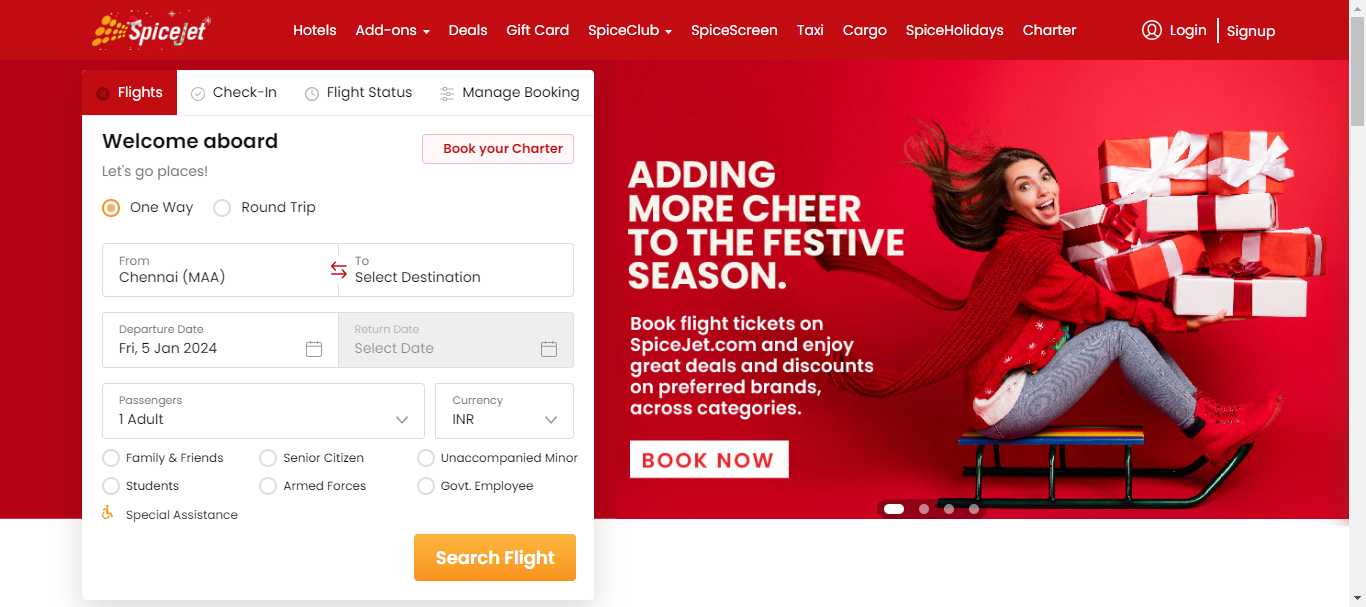 SpiceJet
Hotels Add-ons Deals Gift Card SpiceClub SpiceScreen Taxi Cargo SpiceHolidays Charter Login Signup
Flights Check-In Flight Status Manage Booking
Welcome aboard
Book your Charter
Let's go places!
One Way Round Trip
From To
Chennai (MAA) Select Destination
Departure Date Return Date
Fri, 5 Jan 2024 Select Date
Passengers Currency
1 Adult INR
Family & Friends Senior Citizen Unaccompanied Minor
Students Armed Forces Govt. Employee
Special Assistance
Search Flight
ADDING
MORE CHEER
TO THE FESTIVE
SEASON.
Book flight tickets on
SpiceJet.com and enjoy
great deals and discounts
on preferred brands,
across categories.
BOOK NOW